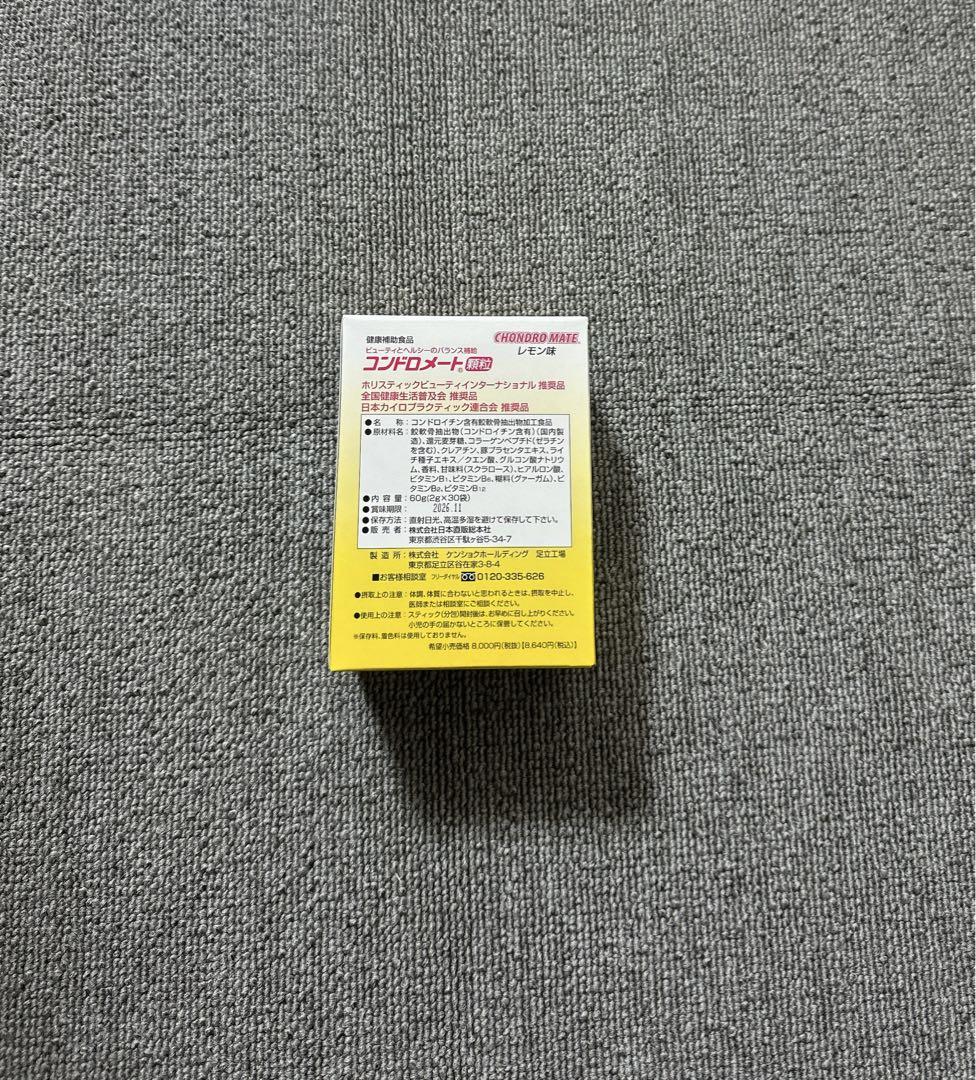 健康補助食品
CHONDRO MATE
ビューティとヘルシーのバランス補給
レモン味
コンドロメート® 顆粒
ホリスティックビューティインターナショナル 推奨品
全国健康生活普及会 推奨品
日本カイロプラクティック連合会 推奨品
●名　　称：コンドロイチン含有鮫軟骨抽出物加工食品
●原材料名：鮫軟骨抽出物(コンドロイチン含有)(国内製
造)、還元麦芽糖、コラーゲンペプチド(ゼラチン
を含む)、クレアチン、豚プラセンタエキス、ライ
チ種子エキス／クエン酸、グルコン酸ナトリウ
ム、香料、甘味料(スクラロース)、ヒアルロン酸、
ビタミンB1、ビタミンB6、糊料(グァーガム)、ビ
タミンB2、ビタミンB12
●内 容 量：60g(2g×30袋)
●賞味期限：2026.11
●保存方法：直射日光、高温多湿を避けて保存して下さい。
●販 売 者：株式会社日本直販総本社
東京都渋谷区千駄ヶ谷5-34-7
製 造 所：株式会社 ケンショクホールディング 足立工場
東京都足立区谷在家3-8-4
■お客様相談室 フリーダイヤル 0120-335-626
●摂取上の注意：体調、体質に合わないと思われるときは、摂取を中止し、
医師または相談室にご相談ください。
●使用上の注意：スティック(分包)開封後は、お早めに召し上がりください。
小児の手の届かないところに保管してください。
※保存料、着色料は使用しておりません。
希望小売価格 8,000円(税抜)【8,640円(税込)】